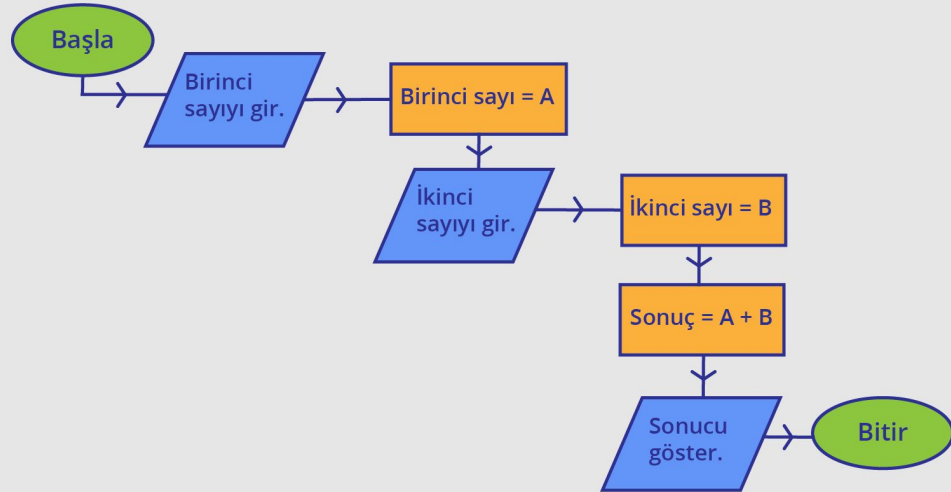 Başla
Birinci
sayıyı gir.
Birinci sayı = A
İkinci
sayıyı gir.
İkinci sayı = B
Sonuç = A + B
Sonucu
göster.
Bitir